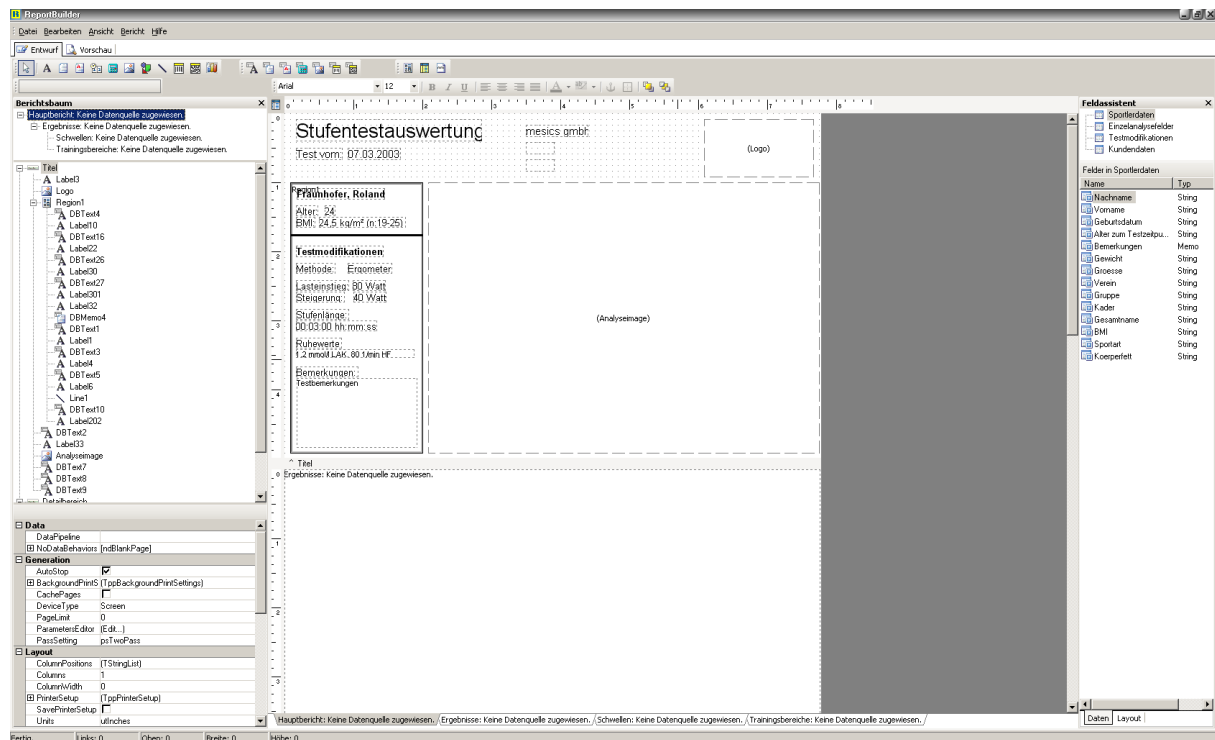 ReportBuilder
Datei Bearbeiten Ansicht Bericht Hilfe
Entwurf Vorschau
Arial 12
Berichtsbaum
Hauptbericht: Keine Datenquelle zugewiesen.
Ergebnisse: Keine Datenquelle zugewiesen.
Schwellen: Keine Datenquelle zugewiesen.
Trainingsbereiche: Keine Datenquelle zugewiesen.
Titel
Label3
Logo
Region1
DBText4
Label10
DBText16
Label22
DBText26
Label30
DBText27
Label301
Label32
DBMemo4
DBText1
Label1
DBText3
Label4
DBText5
Label6
Line1
DBText10
Label202
DBText2
Label33
Analyseimage
DBText7
DBText8
DBText9
Detailbereich
Data
DataPipeline
NoDataBehaviors [ndBlankPage]
Generation
AutoStop
BackgroundPrintS (TppBackgroundPrintSettings)
CachePages
DeviceType Screen
PageLimit 0
ParametersEditor (Edit...)
PassSetting psTwoPass
Layout
ColumnPositions (TStringList)
Columns 1
ColumnWidth 0
PrinterSetup (TppPrinterSetup)
SavePrinterSetup
Units utInches
Stufentestauswertung
mesics gmbh
Test vom: 07.03.2003
(Logo)
Region1
Fraunhofer, Roland
Alter: 24
BMI: 24,5 kg/m² (n:19-25)
Testmodifikationen
Methode: Ergometer
Lasteinstieg: 80 Watt
Steigerung: 40 Watt
Stufenlänge:
00:03:00 hh:mm:ss
Ruhewerte:
1,2 mmol/l LAK, 80 1/min HF
Bemerkungen:
Testbemerkungen
(Analyseimage)
^ Titel
Ergebnisse: Keine Datenquelle zugewiesen.
Hauptbericht: Keine Datenquelle zugewiesen. Ergebnisse: Keine Datenquelle zugewiesen. Schwellen: Keine Datenquelle zugewiesen. Trainingsbereiche: Keine Datenquelle zugewiesen.
Feldassistent
Sportlerdaten
Einzelanalysefelder
Testmodifikationen
Kundendaten
Felder in Sportlerdaten
Name Typ
Nachname String
Vorname String
Geburtsdatum String
Alter zum Testzeitpu... String
Bemerkungen Memo
Gewicht String
Groesse String
Verein String
Gruppe String
Kader String
Gesamtname String
BMI String
Sportart String
Koerperfett String
Daten Layout
Fertig Links: 0 Oben: 0 Breite: 0 Höhe: 0